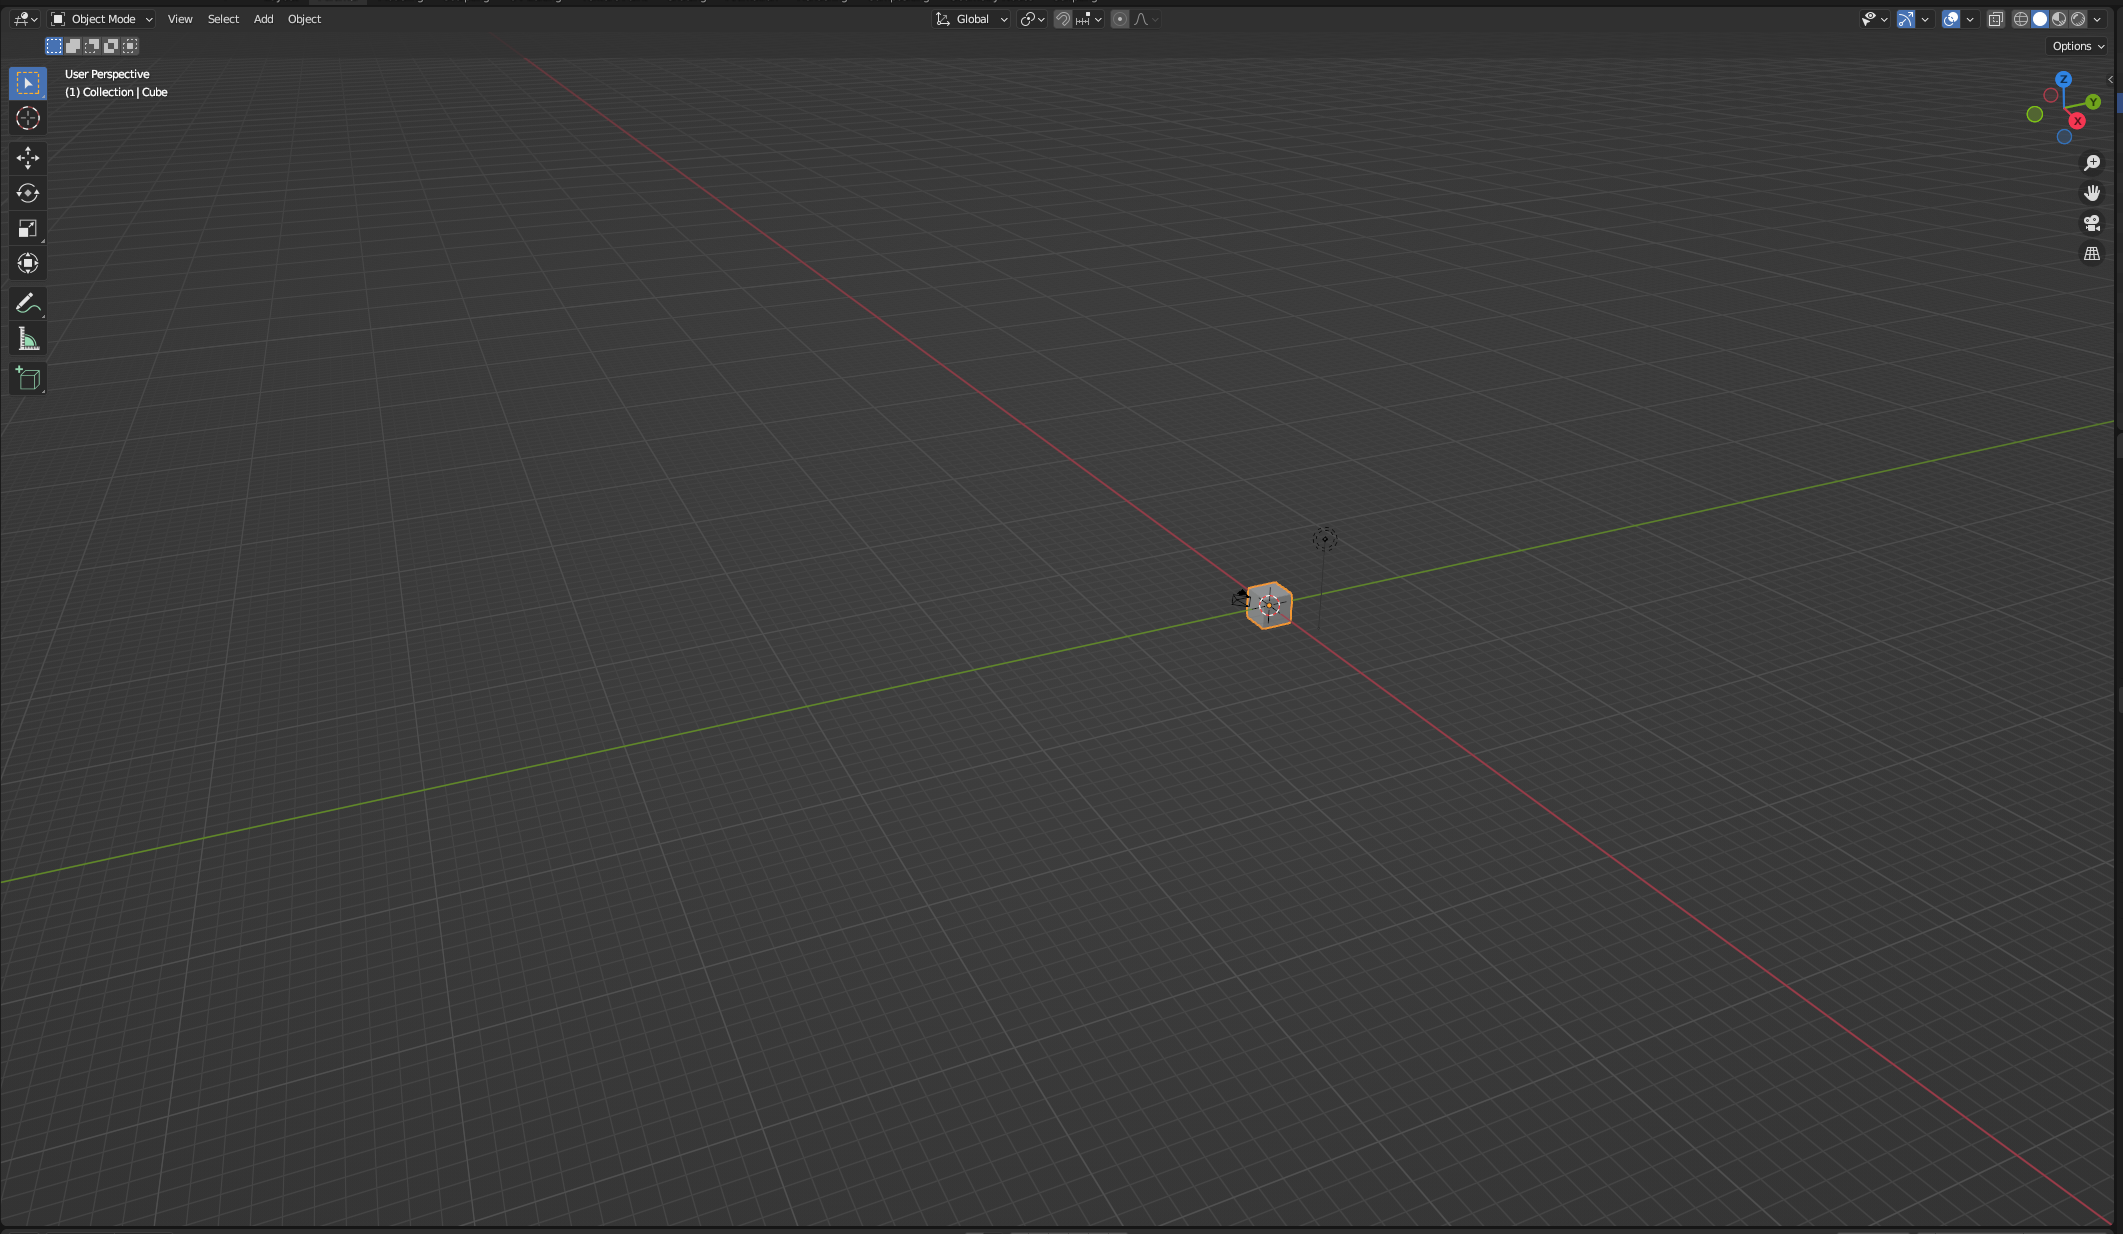 Object Mode View Select Add Object Global
Options
User Perspective
(1) Collection | Cube
Z
Y
X